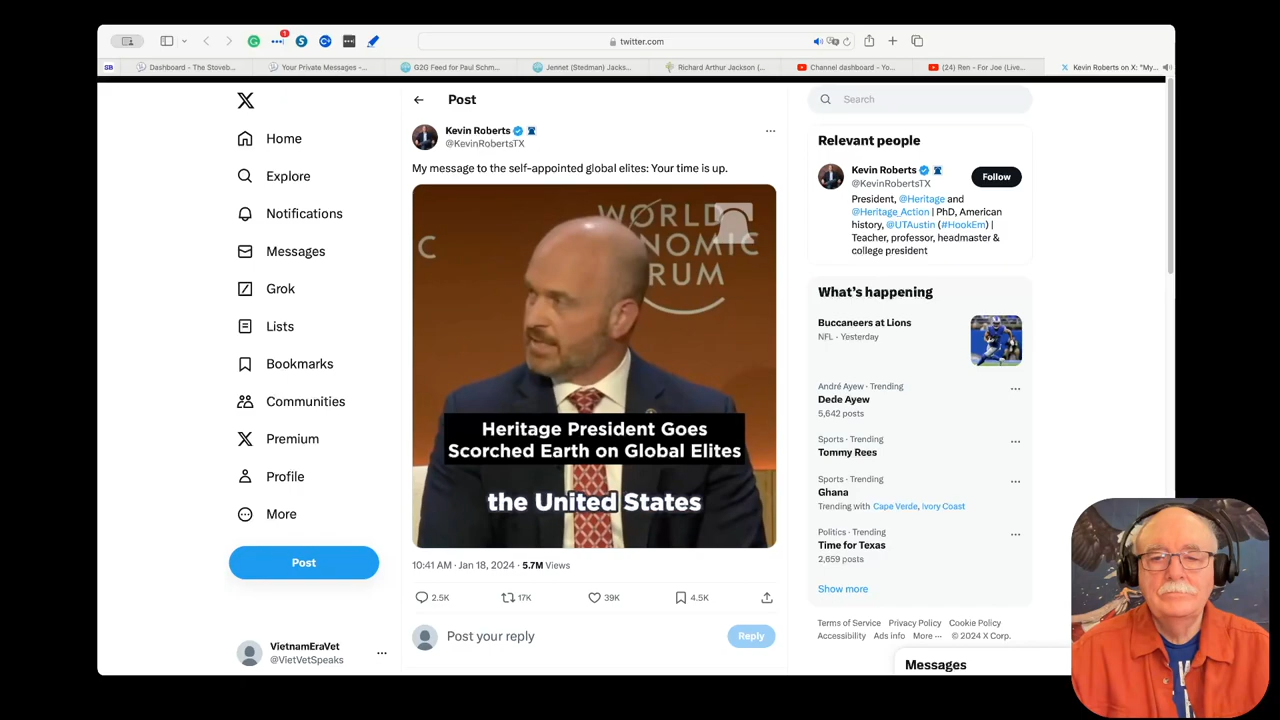 twitter.com
1
SB
Dashboard - The Stoveb...
Your Private Messages -...
G2G Feed for Paul Schm...
Jennet (Stedman) Jacks...
Richard Arthur Jackson (...
Channel dashboard - Yo...
(24) Ren - For Joe (Live...
Kevin Roberts on X: "My...
Home
Explore
Notifications
Messages
Grok
Lists
Bookmarks
Communities
Premium
Profile
More
Post
VietnamEraVet
@VietVetSpeaks
Post
Kevin Roberts
@KevinRobertsTX
My message to the self-appointed global elites: Your time is up.
C
WORLD
ECONOMIC
FORUM
Heritage President Goes
Scorched Earth on Global Elites
the United States
10:41 AM · Jan 18, 2024 · 5.7M Views
2.5K 17K 39K 4.5K
Post your reply
Reply
Search
Relevant people
Kevin Roberts
@KevinRobertsTX
Follow
President, @Heritage and
@Heritage_Action | PhD, American
history, @UTAustin (#HookEm) |
Teacher, professor, headmaster &
college president
What's happening
Buccaneers at Lions
NFL · Yesterday
André Ayew · Trending
Dede Ayew
5,642 posts
Sports · Trending
Tommy Rees
Sports · Trending
Ghana
Trending with Cape Verde, Ivory Coast
Politics · Trending
Time for Texas
2,659 posts
Show more
Terms of Service Privacy Policy Cookie Policy
Accessibility Ads info More ··· © 2024 X Corp.
Messages